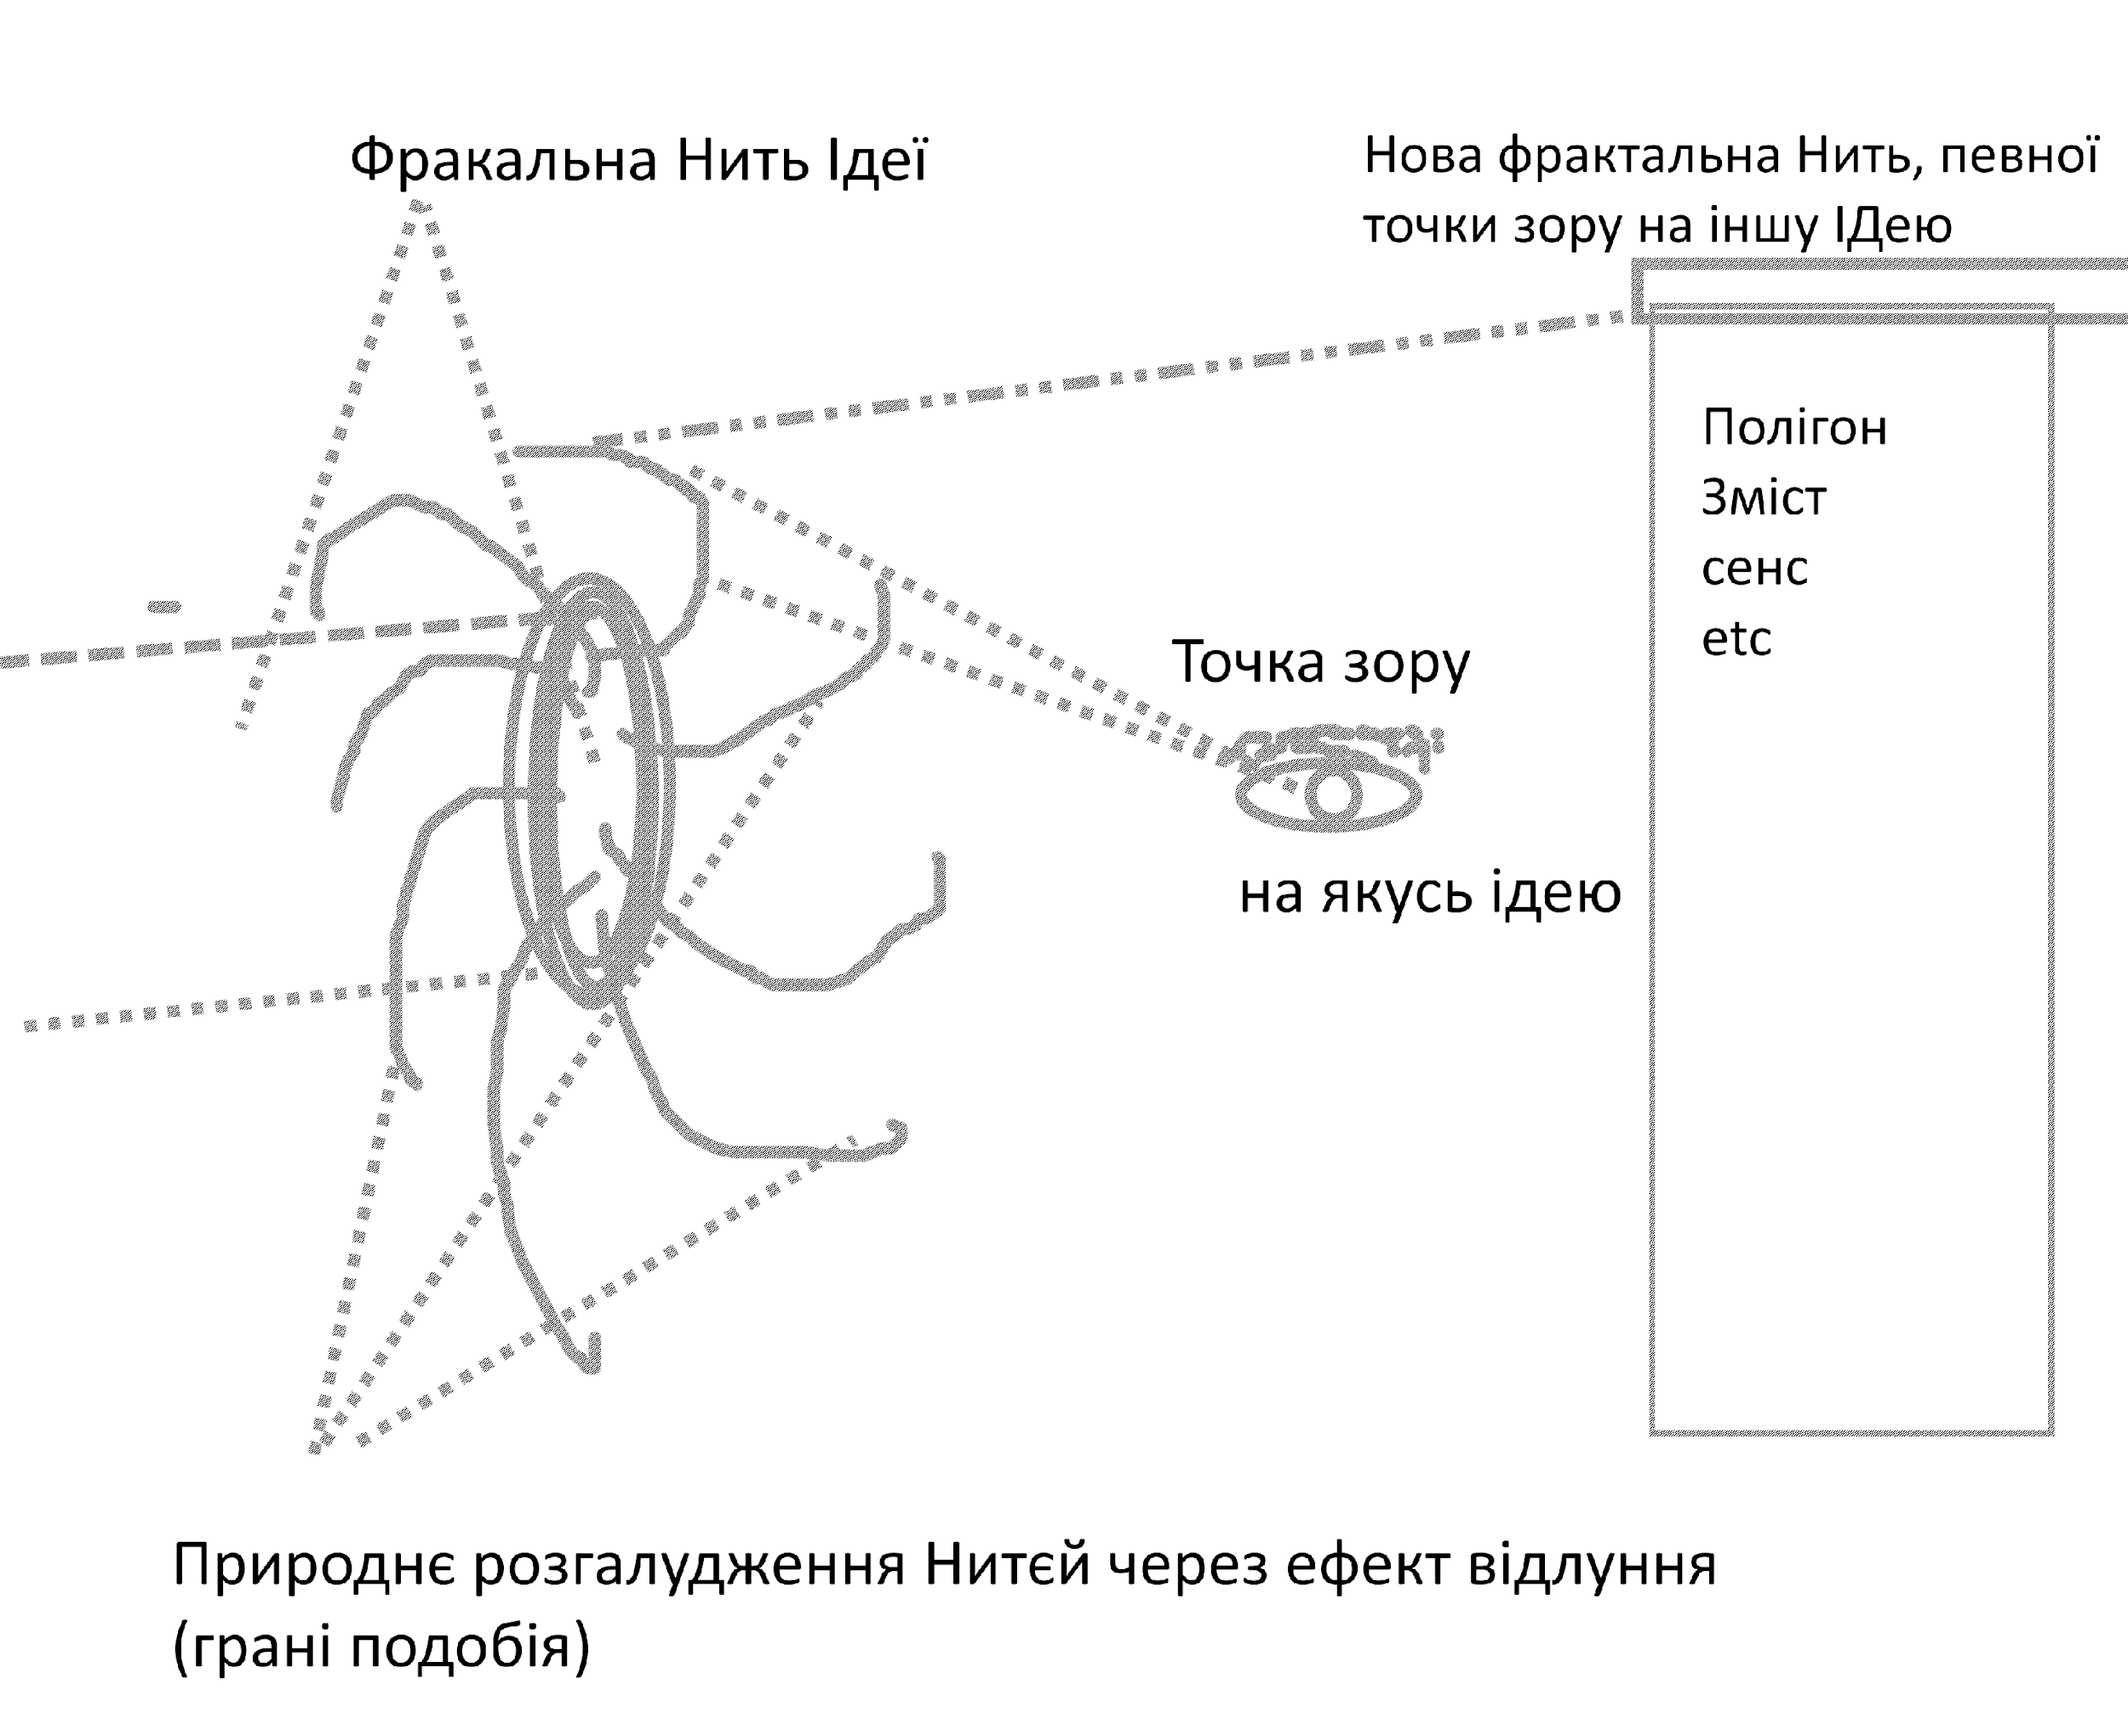 Фракальна Нить Ідеї
Нова фрактальна Нить, певної
точки зору на іншу ІДею
Полігон
Зміст
сенс
etc
Точка зору
на якусь ідею
Природнє розгалудження Нитєй через ефект відлуння
(грані подобія)